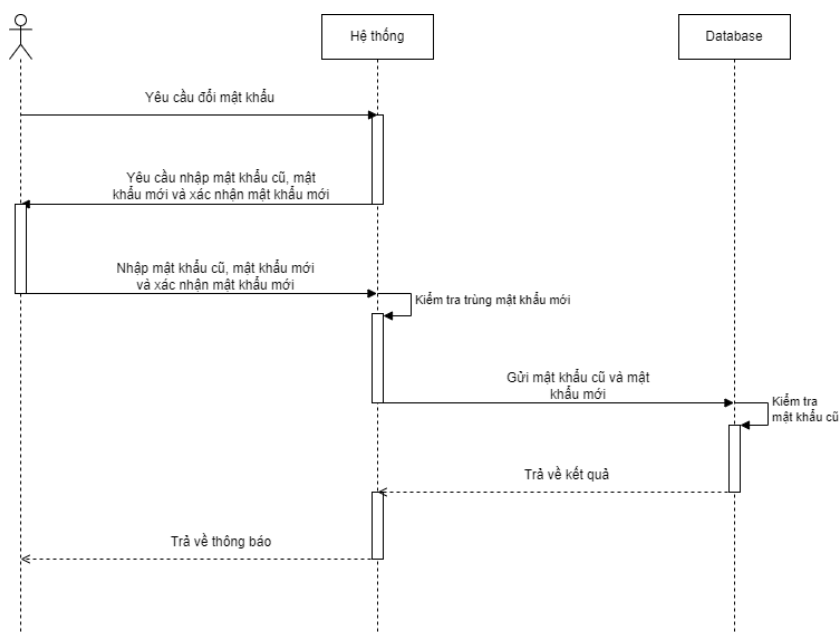 Hệ thống
Database
Yêu cầu đổi mật khẩu
Yêu cầu nhập mật khẩu cũ, mật
khẩu mới và xác nhận mật khẩu mới
Nhập mật khẩu cũ, mật khẩu mới
và xác nhận mật khẩu mới
Kiểm tra trùng mật khẩu mới
Gửi mật khẩu cũ và mật
khẩu mới
Kiểm tra
mật khẩu cũ
Trả về kết quả
Trả về thông báo